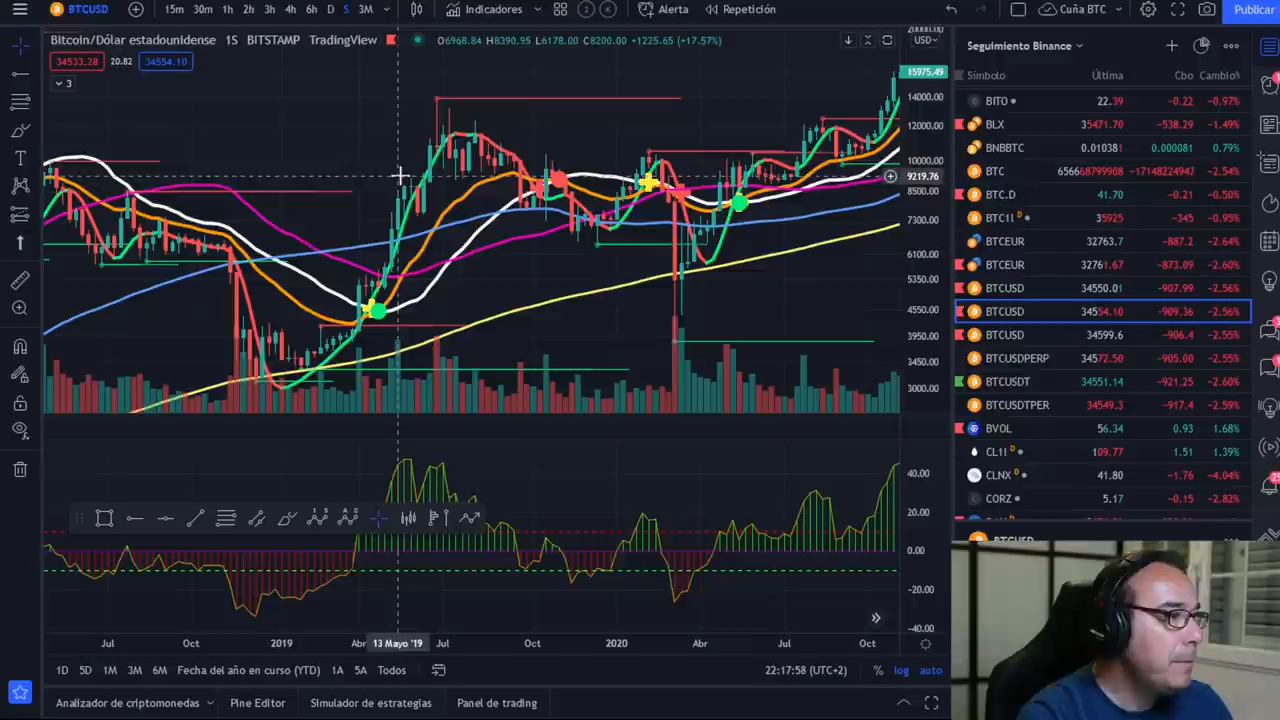 BTCUSD 15m 30m 1h 2h 3h 4h 6h D S 3M Indicadores Alerta Repetición Cuña BTC Publicar
Bitcoin/Dólar estadounidense 1S BITSTAMP TradingView O6968.84 H8390.95 L6178.00 C8200.00 +1225.65 (+17.57%)
USD
34533.28 20.82 34554.10
3
15975.49
14000.00
12000.00
10000.00
9219.76
8500.00
7300.00
6100.00
5350.00
4550.00
3950.00
3450.00
3000.00
40.00
20.00
0.00
-20.00
-40.00
Jul Oct 2019 Abr 13 Mayo '19 Jul Oct 2020 Abr Jul Oct
1D 5D 1M 3M 6M Fecha del año en curso (YTD) 1A 5A Todos 22:17:58 (UTC+2) % log auto
Analizador de criptomonedas Pine Editor Simulador de estrategias Panel de trading
Seguimiento Binance
Símbolo Última Cbo Cambio%
BITO 22.39 -0.22 -0.97%
BLX 35471.70 -538.29 -1.49%
BNBBTC 0.01038 0.000081 0.79%
BTC 656668799908 -17148224947 -2.54%
BTC.D 41.70 -0.21 -0.50%
BTC1! D 35925 -345 -0.95%
BTCEUR 32763.7 -887.2 -2.64%
BTCEUR 32761.67 -873.09 -2.60%
BTCUSD 34550.01 -907.99 -2.56%
BTCUSD 34554.10 -909.36 -2.56%
BTCUSD 34599.6 -906.4 -2.55%
BTCUSDPERP 34572.50 -905.00 -2.55%
BTCUSDT 34551.14 -921.25 -2.60%
BTCUSDTPER 34549.3 -917.4 -2.59%
BVOL 56.34 0.93 1.68%
CL1! D 109.77 1.51 1.39%
CLNX D 41.80 -1.76 -4.04%
CORZ D 5.17 -0.15 -2.82%